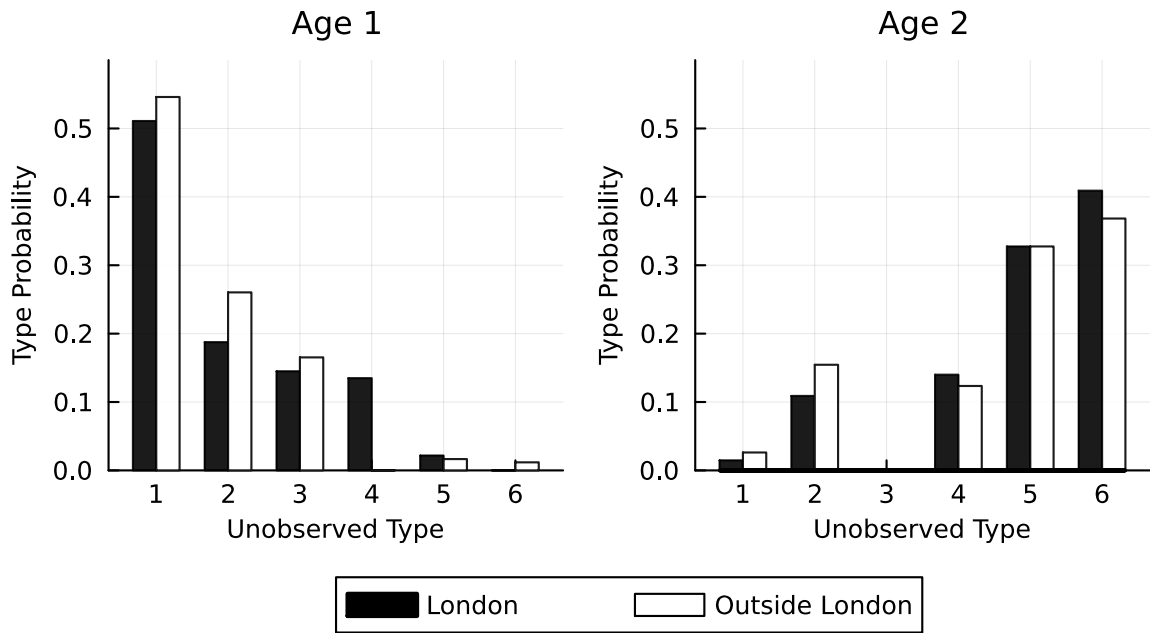 Age 1
Type Probability
0.5
0.4
0.3
0.2
0.1
0.0
1 2 3 4 5 6
Unobserved Type
Age 2
Type Probability
0.5
0.4
0.3
0.2
0.1
0.0
1 2 3 4 5 6
Unobserved Type
London Outside London